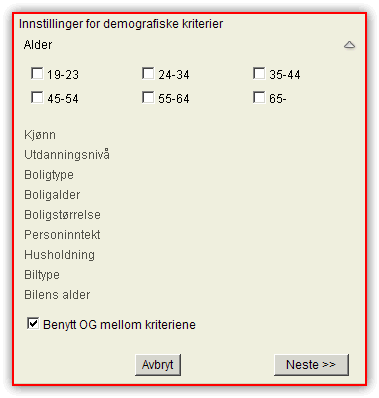 Innstillinger for demografiske kriterier
Alder
19-23 24-34 35-44
45-54 55-64 65-
Kjønn
Utdanningsnivå
Boligtype
Boligalder
Boligstørrelse
Personinntekt
Husholdning
Biltype
Bilens alder
Benytt OG mellom kriteriene
Avbryt Neste >>